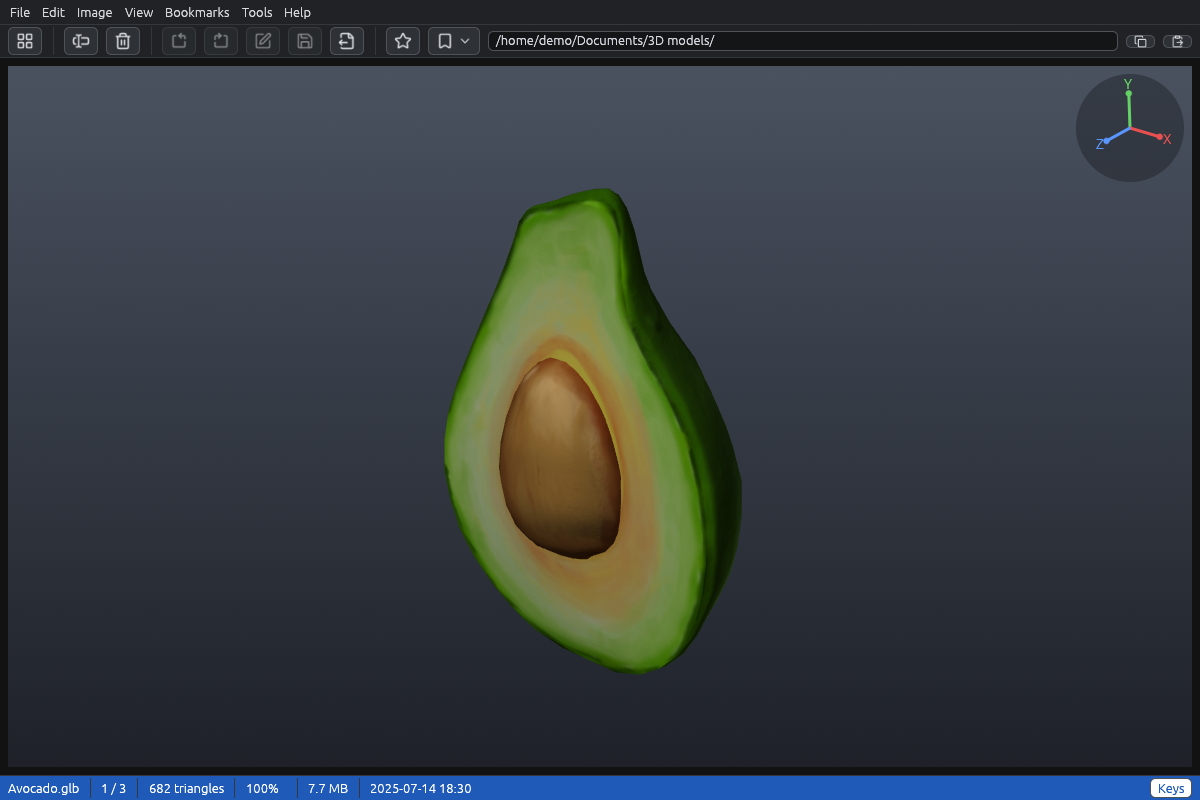 File Edit Image View Bookmarks Tools Help
/home/demo/Documents/3D models/
Y
X
Z
Avocado.glb 1 / 3 682 triangles 100% 7.7 MB 2025-07-14 18:30 Keys